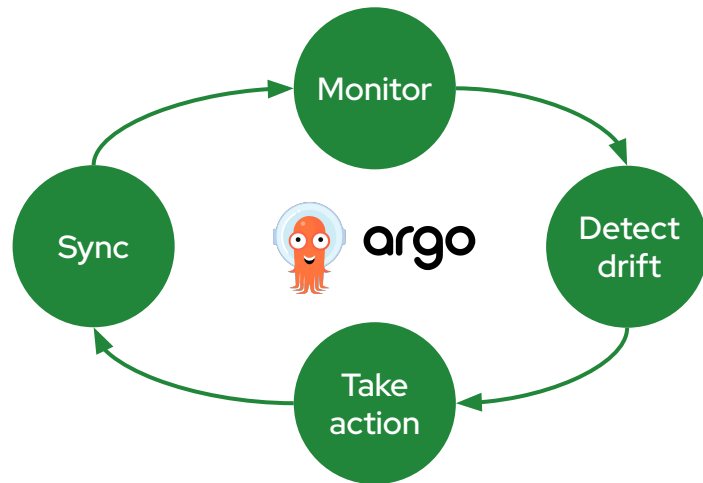 Monitor
Detect
drift
Sync
argo
Take
action